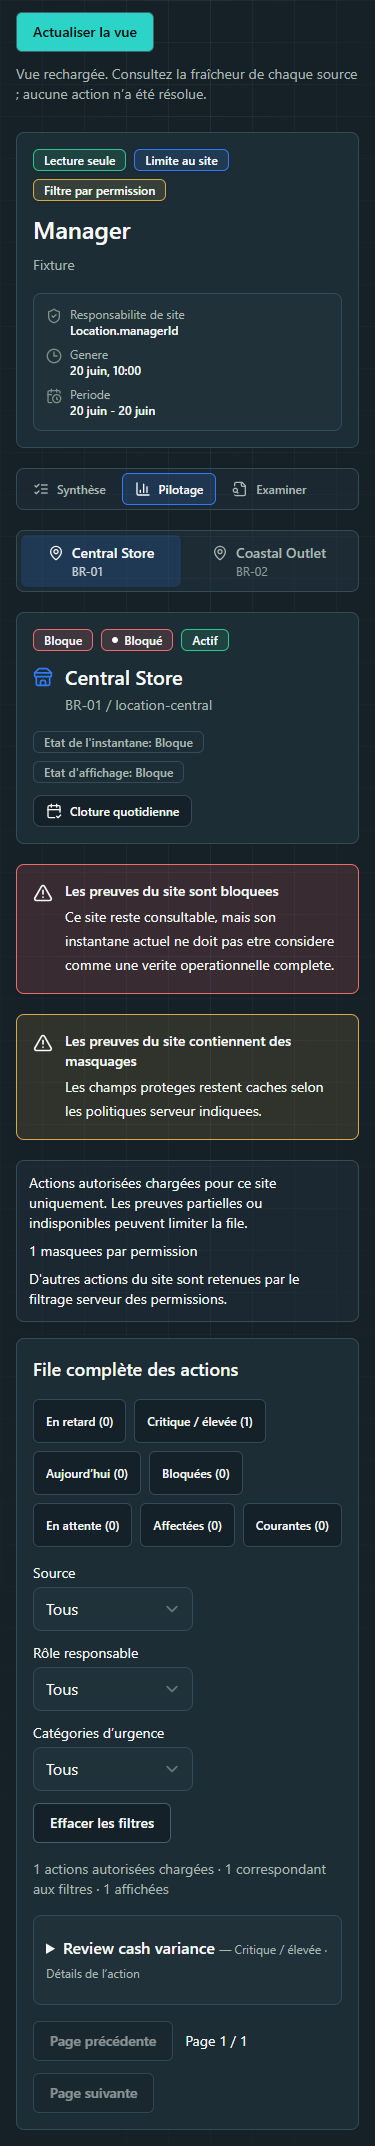 Actualiser la vue
Vue rechargée. Consultez la fraîcheur de chaque source
; aucune action n’a été résolue.
Lecture seule
Limite au site
Filtre par permission
Manager
Fixture
Responsabilite de site
Location.managerId
Genere
20 juin, 10:00
Periode
20 juin - 20 juin
Synthèse
Pilotage
Examiner
Central Store
BR-01
Coastal Outlet
BR-02
Bloque
Bloqué
Actif
Central Store
BR-01 / location-central
Etat de l'instantane: Bloque
Etat d'affichage: Bloque
Cloture quotidienne
Les preuves du site sont bloquees
Ce site reste consultable, mais son
instantane actuel ne doit pas etre considere
comme une verite operationnelle complete.
Les preuves du site contiennent des
masquages
Les champs proteges restent caches selon
les politiques serveur indiquees.
Actions autorisées chargées pour ce site
uniquement. Les preuves partielles ou
indisponibles peuvent limiter la file.
1 masquees par permission
D'autres actions du site sont retenues par le
filtrage serveur des permissions.
File complète des actions
En retard (0)
Critique / élevée (1)
Aujourd’hui (0)
Bloquées (0)
En attente (0)
Affectées (0)
Courantes (0)
Source
Tous
Rôle responsable
Tous
Catégories d’urgence
Tous
Effacer les filtres
1 actions autorisées chargées · 1 correspondant
aux filtres · 1 affichées
Review cash variance — Critique / élevée ·
Détails de l’action
Page précédente
Page 1 / 1
Page suivante